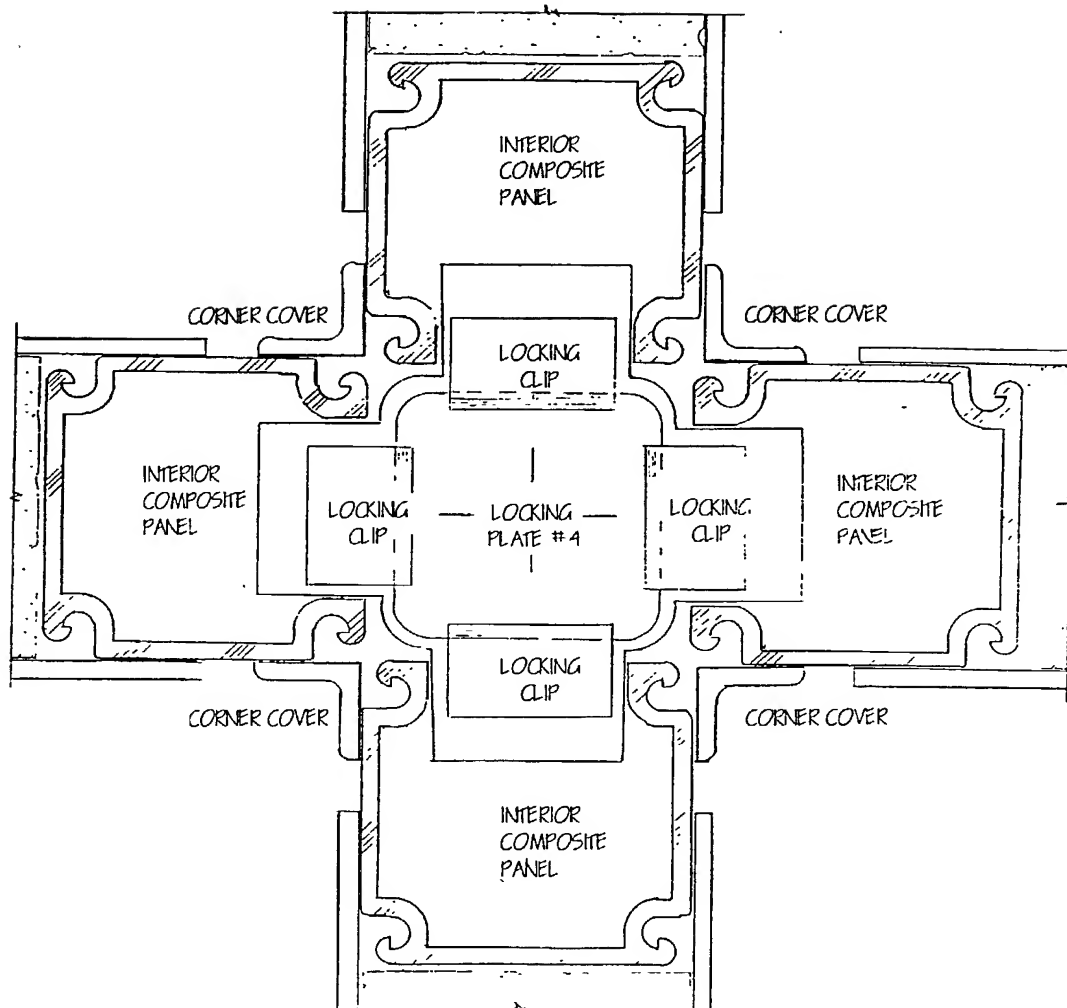 INTERIOR
COMPOSITE
PANEL
CORNER COVER
CORNER COVER
LOCKING
CLIP
INTERIOR
COMPOSITE
PANEL
LOCKING
CLIP
LOCKING
PLATE #4
LOCKING
CLIP
INTERIOR
COMPOSITE
PANEL
LOCKING
CLIP
CORNER COVER
CORNER COVER
INTERIOR
COMPOSITE
PANEL